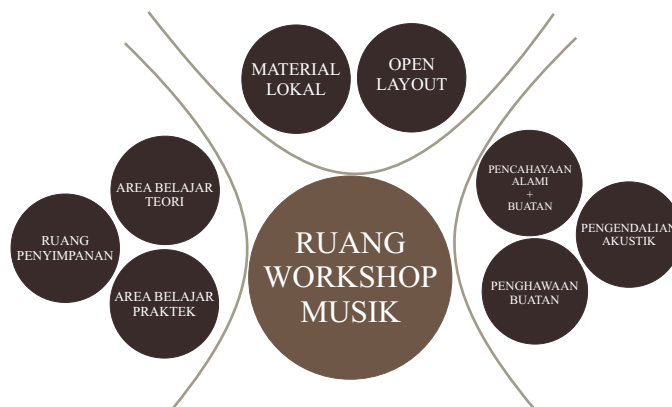 MATERIAL
LOKAL
OPEN
LAYOUT
AREA BELAJAR
TEORI
RUANG
PENYIMPANAN
AREA BELAJAR
PRAKTEK
RUANG
WORKSHOP
MUSIK
PENCAHAYAAN
ALAMI
+
BUATAN
PENGENDALIAN
AKUSTIK
PENGHAWAAN
BUATAN